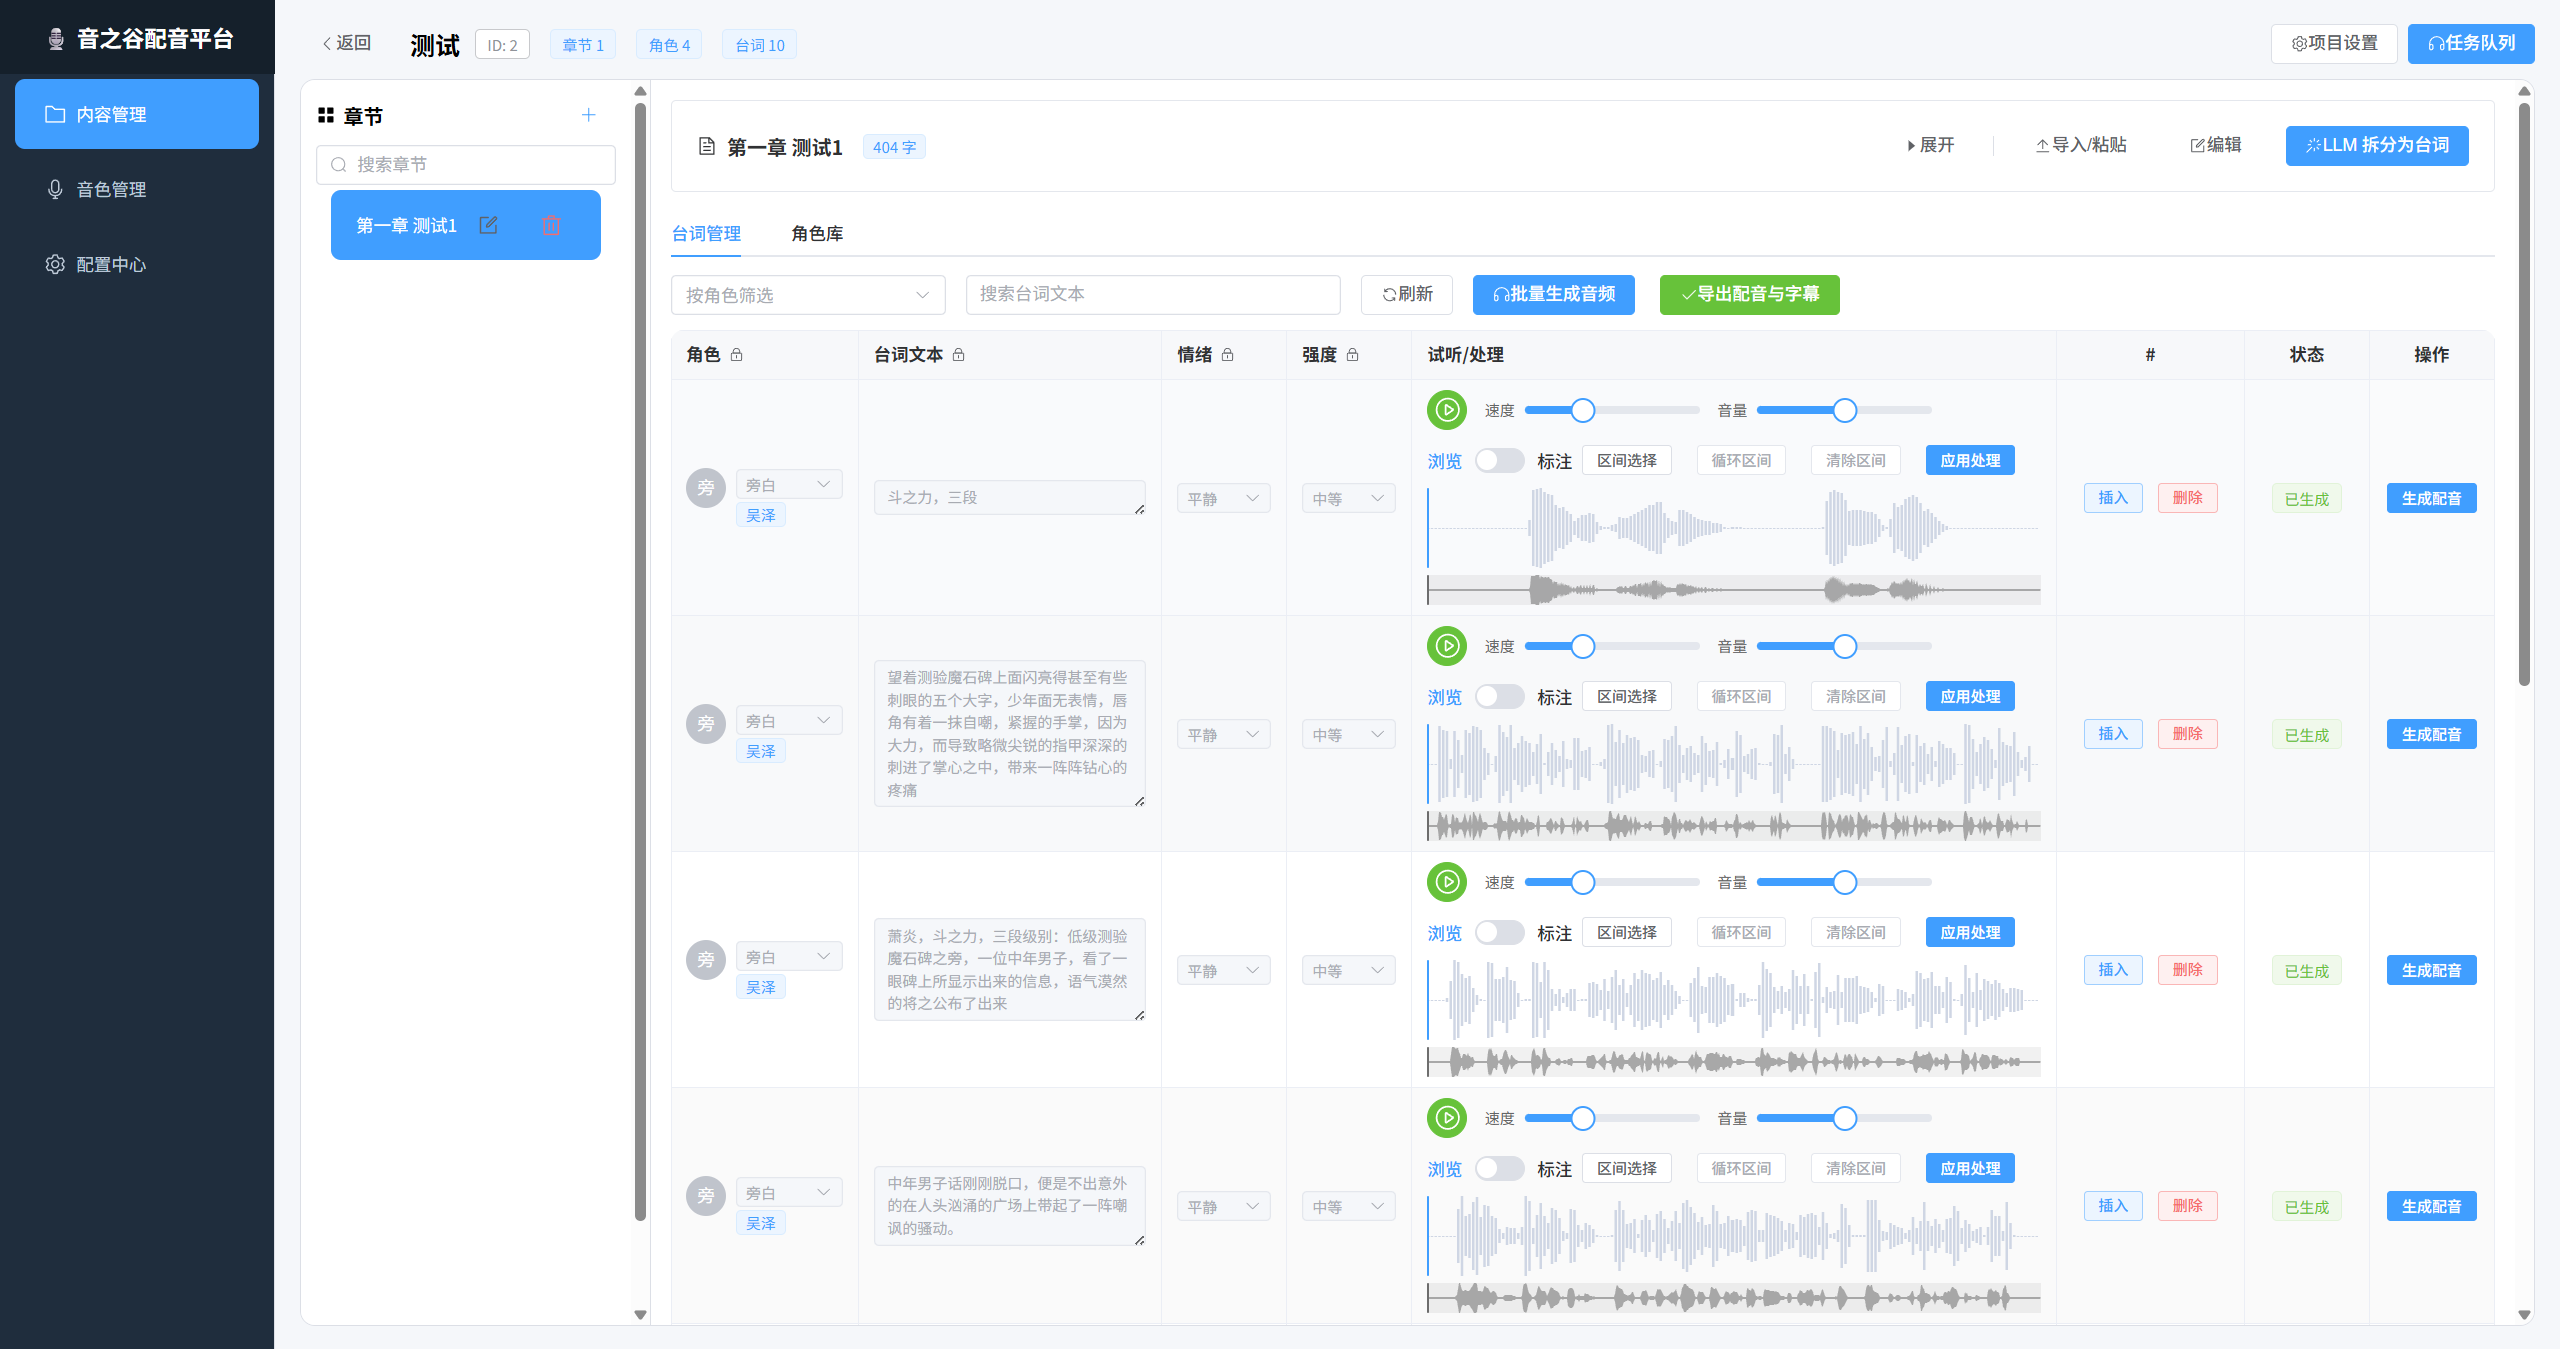 音之谷配音平台
内容管理
音色管理
配置中心
返回
测试
ID: 2
章节 1
角色 4
台词 10
项目设置
任务队列
章节
搜索章节
第一章 测试1
第一章 测试1
404 字
展开
导入/粘贴
编辑
LLM 拆分为台词
台词管理
角色库
按角色筛选
搜索台词文本
刷新
批量生成音频
导出配音与字幕
角色
台词文本
情绪
强度
试听/处理
#
状态
操作
旁
旁白
吴泽
斗之力，三段
平静
中等
速度
音量
浏览
标注
区间选择
循环区间
清除区间
应用处理
插入
删除
已生成
生成配音
旁
旁白
吴泽
望着测验魔石碑上面闪亮得甚至有些
刺眼的五个大字，少年面无表情，唇
角有着一抹自嘲，紧握的手掌，因为
大力，而导致略微尖锐的指甲深深的
刺进了掌心之中，带来一阵阵钻心的
疼痛
平静
中等
速度
音量
浏览
标注
区间选择
循环区间
清除区间
应用处理
插入
删除
已生成
生成配音
旁
旁白
吴泽
萧炎，斗之力，三段级别：低级测验
魔石碑之旁，一位中年男子，看了一
眼碑上所显示出来的信息，语气漠然
的将之公布了出来
平静
中等
速度
音量
浏览
标注
区间选择
循环区间
清除区间
应用处理
插入
删除
已生成
生成配音
旁
旁白
吴泽
中年男子话刚刚脱口，便是不出意外
的在人头汹涌的广场上带起了一阵嘲
讽的骚动。
平静
中等
速度
音量
浏览
标注
区间选择
循环区间
清除区间
应用处理
插入
删除
已生成
生成配音